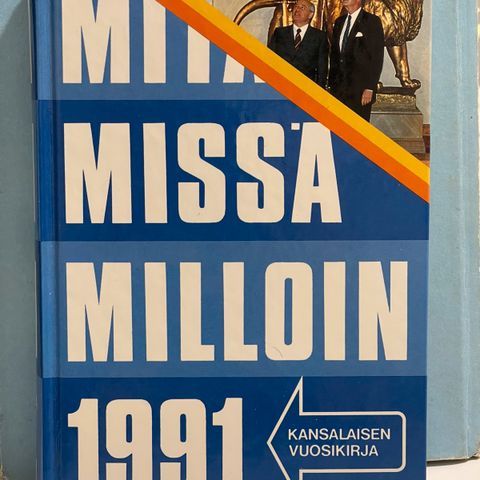 MITÄ
MISSÄ
MILLOIN
1991
KANSALAISEN
VUOSIKIRJA